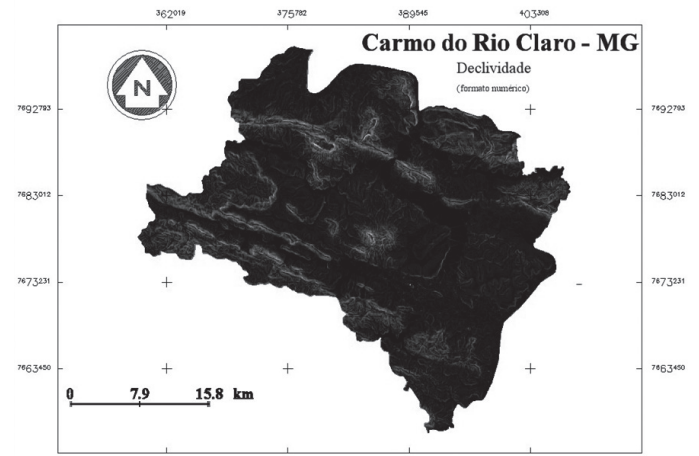 362019 375782 389545 403308
Carmo do Rio Claro - MG
Declividade
(formato numérico)
N
7692793 7692793
7683012 7683012
7673231 7673231
7663450 7663450
0 7.9 15.8 km